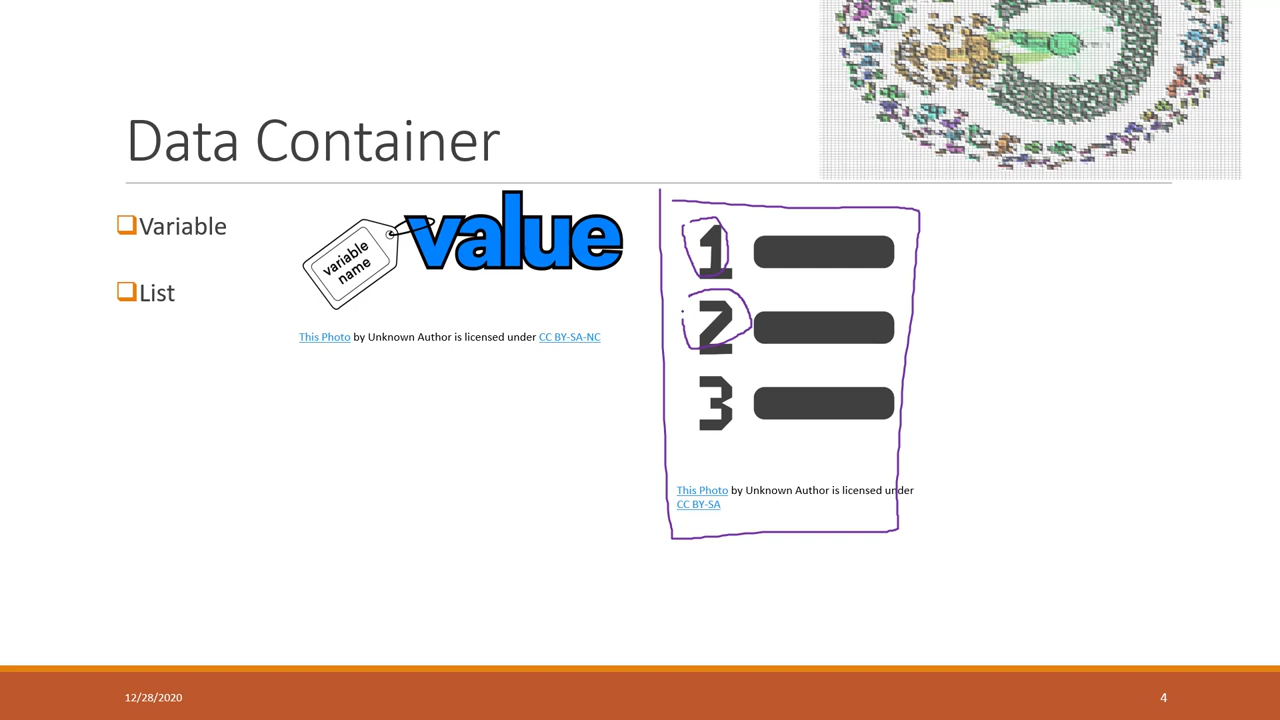 Data Container
Variable
List
variable
name
value
This Photo by Unknown Author is licensed under CC BY-SA-NC
1
2
3
This Photo by Unknown Author is licensed under
CC BY-SA
12/28/2020
4